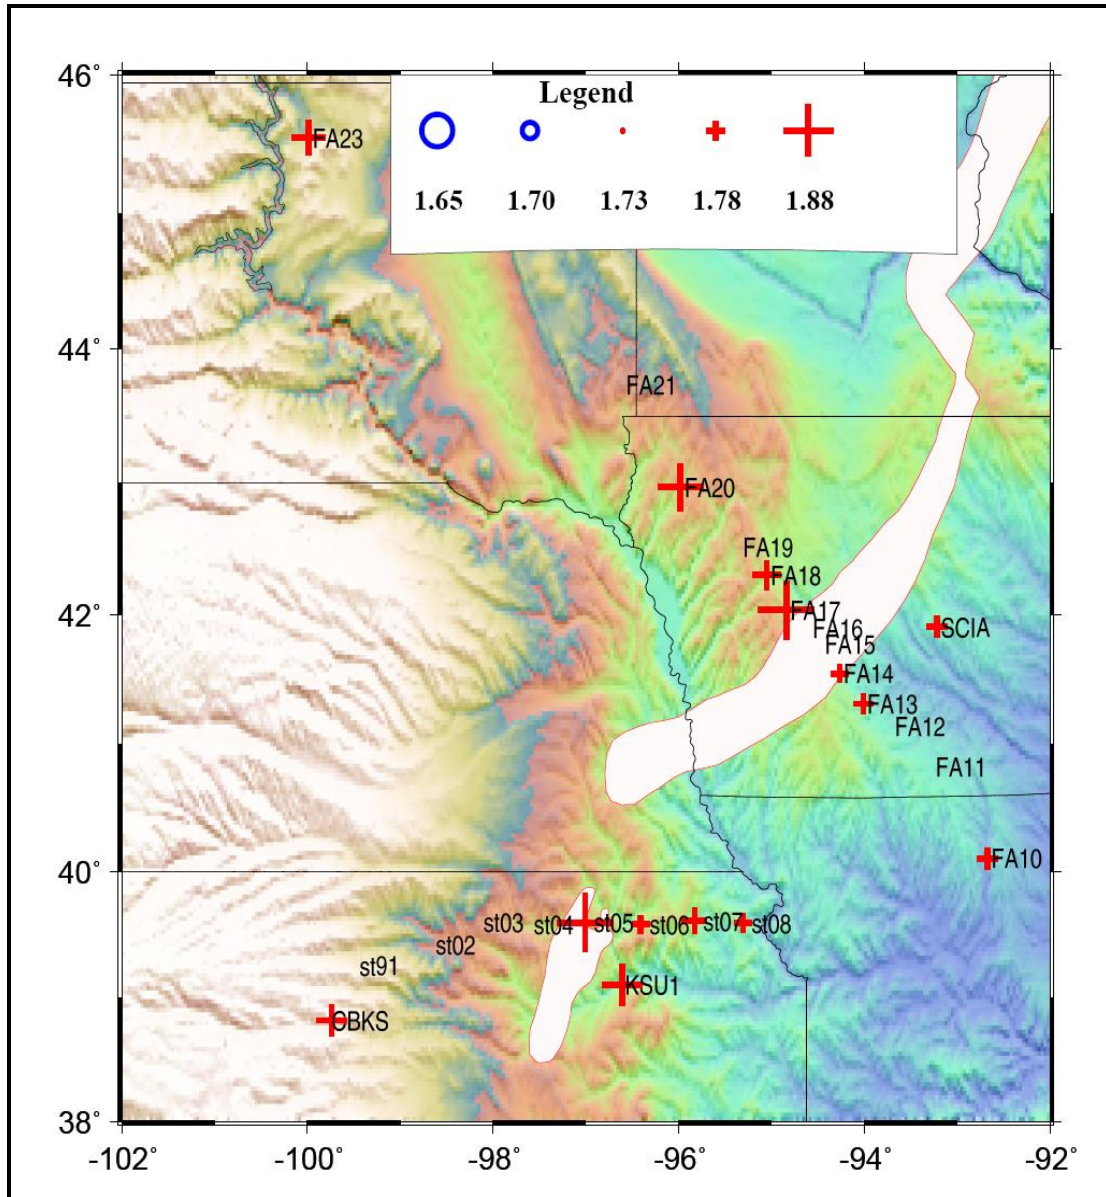 46°
Legend
FA23
1.65 1.70 1.73 1.78 1.88
44°
FA21
FA20
FA19
FA18
42°
FA17
FA16
SCIA
FA15
FA14
FA13
FA12
FA11
40°
FA10
st03 st04 st05 st06 st07 st08
st02
st91
KSU1
CBKS
38°
-102° -100° -98° -96° -94° -92°